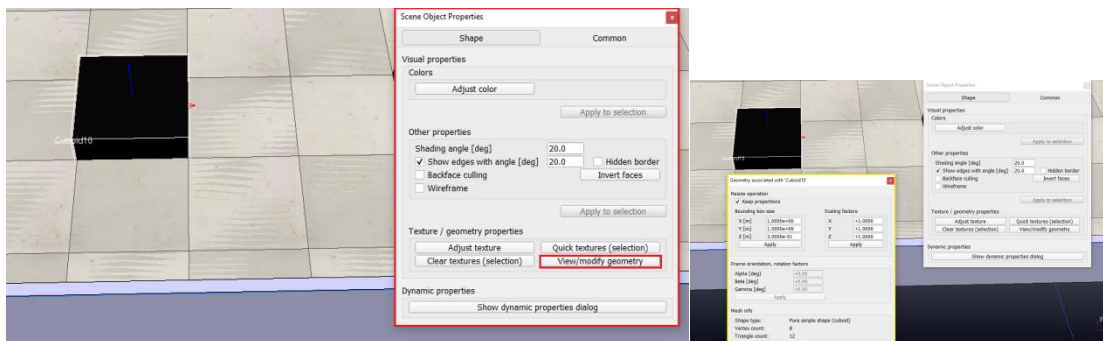 Scene Object Properties
x
Shape Common
Visual properties
Colors
Adjust color
Apply to selection
Other properties
Shading angle [deg] 20.0
Show edges with angle [deg] 20.0 Hidden border
Backface culling Invert faces
Wireframe
Apply to selection
Texture / geometry properties
Adjust texture Quick textures (selection)
Clear textures (selection) View/modify geometry
Dynamic properties
Show dynamic properties dialog
Cuboid10
Scene Object Properties
Shape Common
Visual properties
Colors
Adjust color
Apply to selection
Other properties
Shading angle [deg] 20.0
Show edges with angle [deg] 20.0 Hidden border
Backface culling Invert faces
Wireframe
Apply to selection
Texture / geometry properties
Adjust texture Quick textures (selection)
Clear textures (selection) View/modify geometry
Dynamic properties
Show dynamic properties dialog
Cuboid10
Geometry associated with 'Cuboid10'
Resize operation
Keep proportions
Bounding box size Scaling factors
X [m] 1.0000e+00 X +1.0000
Y [m] 1.0000e+00 Y +1.0000
Z [m] +1.0000
Apply Apply
Frame orientation, rotation factors
Alpha [deg] +0.00
Beta [deg] +0.00
Gamma [deg] +0.00
Apply
Mesh info
Shape type: Pure simple shape (cuboid)
Vertex count: 8
Triangle count: 12